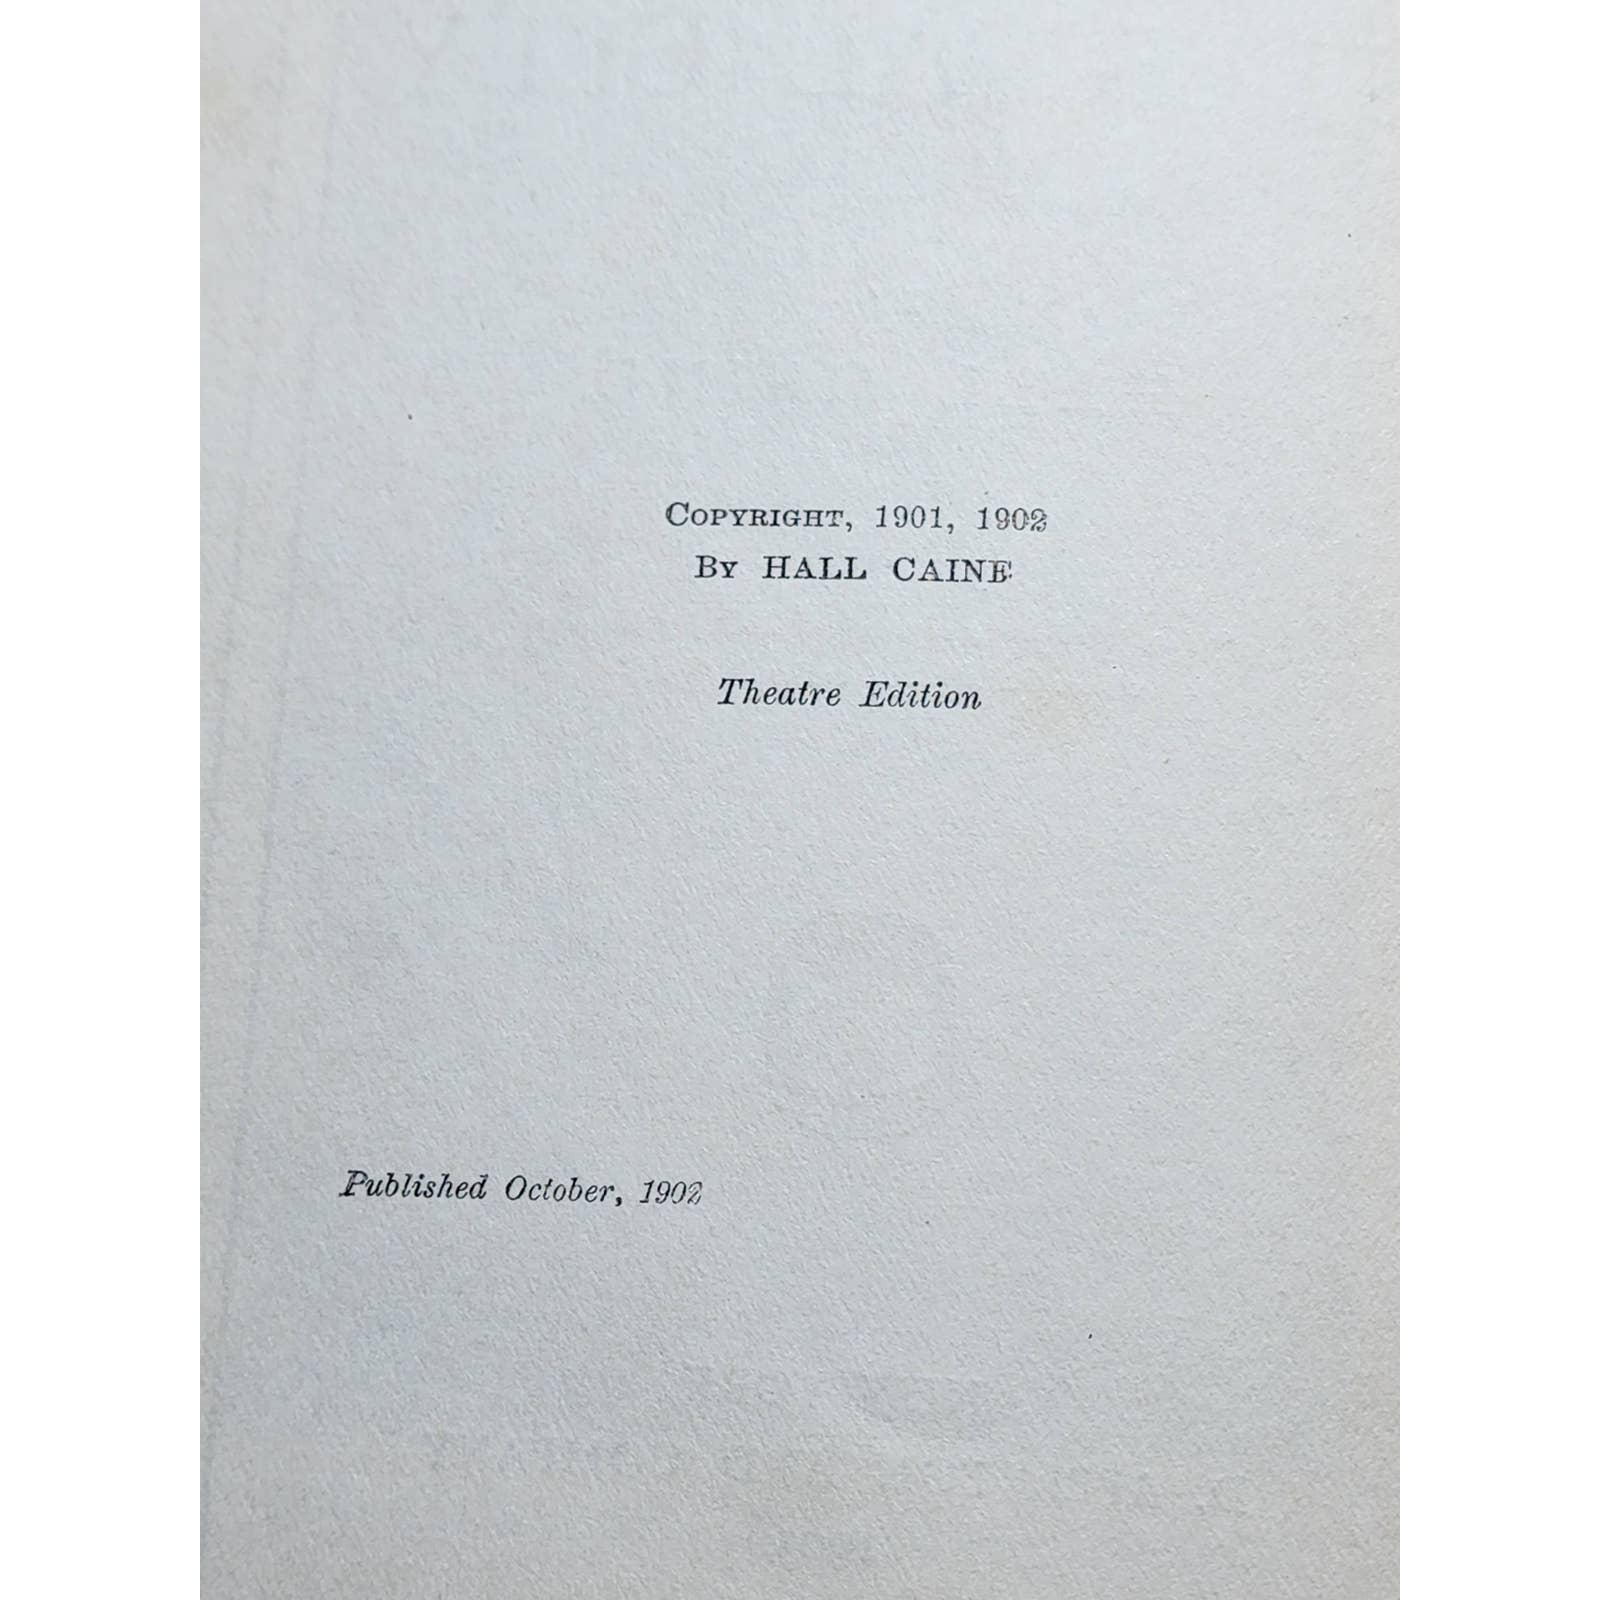 COPYRIGHT, 1901, 1902
BY HALL CAINE
Theatre Edition
Published October, 1902